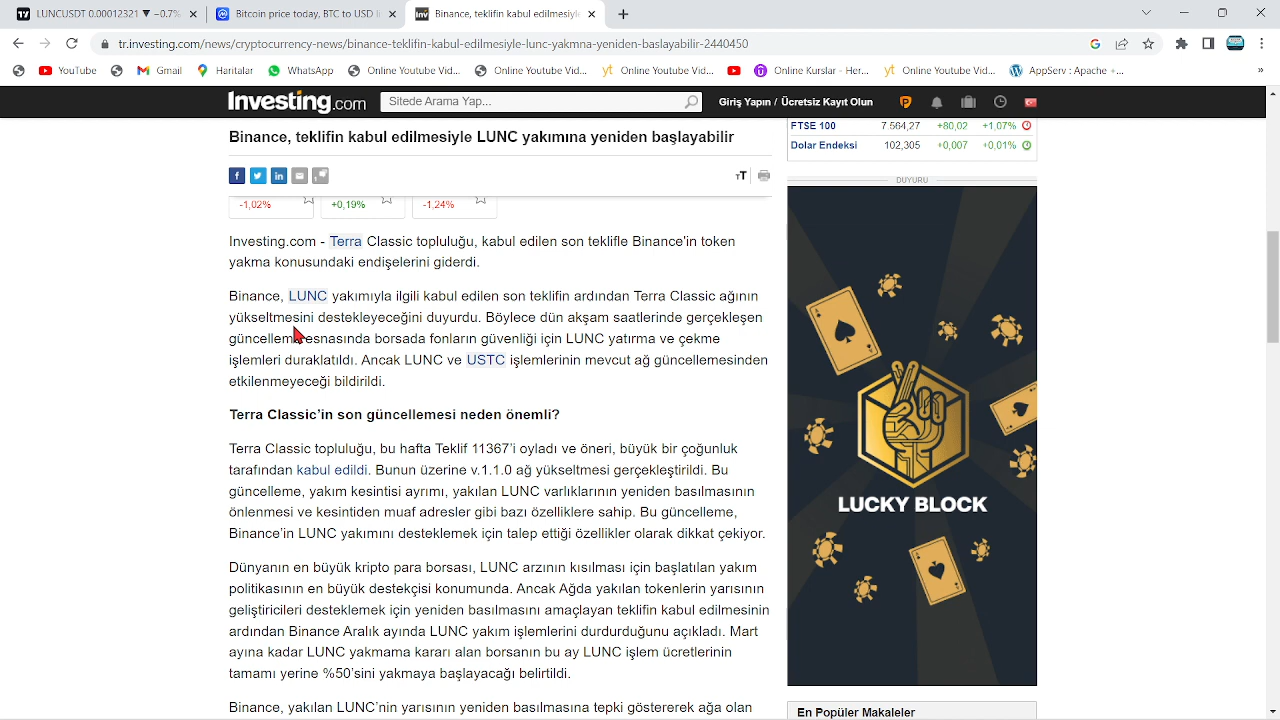 LUNCUSDT 0.00012321 ▼ −0.7%
Bitcoin price today, BTC to USD li
Binance, teklifin kabul edilmesiyle
tr.investing.com/news/cryptocurrency-news/binance-teklifin-kabul-edilmesiyle-lunc-yakmna-yeniden-baslayabilir-2440450
YouTube
Gmail
Haritalar
WhatsApp
Online Youtube Vid...
Online Youtube Vid...
Online Youtube Vid...
Online Kurslar - Her...
Online Youtube Vid...
AppServ : Apache +...
»
Investing.com
Sitede Arama Yap...
Giriş Yapın / Ücretsiz Kayıt Olun
Binance, teklifin kabul edilmesiyle LUNC yakımına yeniden başlayabilir
-1,02%
+0,19%
-1,24%
Investing.com - Terra Classic topluluğu, kabul edilen son teklifle Binance'in token
yakma konusundaki endişelerini giderdi.
Binance, LUNC yakımıyla ilgili kabul edilen son teklifin ardından Terra Classic ağının
yükseltmesini destekleyeceğini duyurdu. Böylece dün akşam saatlerinde gerçekleşen
güncelleme esnasında borsada fonların güvenliği için LUNC yatırma ve çekme
işlemleri duraklatıldı. Ancak LUNC ve USTC işlemlerinin mevcut ağ güncellemesinden
etkilenmeyeceği bildirildi.
Terra Classic’in son güncellemesi neden önemli?
Terra Classic topluluğu, bu hafta Teklif 11367’i oyladı ve öneri, büyük bir çoğunluk
tarafından kabul edildi. Bunun üzerine v.1.1.0 ağ yükseltmesi gerçekleştirildi. Bu
güncelleme, yakım kesintisi ayrımı, yakılan LUNC varlıklarının yeniden basılmasının
önlenmesi ve kesintiden muaf adresler gibi bazı özelliklere sahip. Bu güncelleme,
Binance’in LUNC yakımını desteklemek için talep ettiği özellikler olarak dikkat çekiyor.
Dünyanın en büyük kripto para borsası, LUNC arzının kısılması için başlatılan yakım
politikasının en büyük destekçisi konumunda. Ancak Ağda yakılan tokenlerin yarısının
geliştiricileri desteklemek için yeniden basılmasını amaçlayan teklifin kabul edilmesinin
ardından Binance Aralık ayında LUNC yakım işlemlerini durdurduğunu açıkladı. Mart
ayına kadar LUNC yakmama kararı alan borsanın bu ay LUNC işlem ücretlerinin
tamamı yerine %50’sini yakmaya başlayacağı belirtildi.
Binance, yakılan LUNC’nin yarısının yeniden basılmasına tepki göstererek ağa olan
FTSE 100 7.564,27 +80,02 +1,07%
Dolar Endeksi 102,305 +0,007 +0,01%
DUYURU
LUCKY BLOCK
En Popüler Makaleler